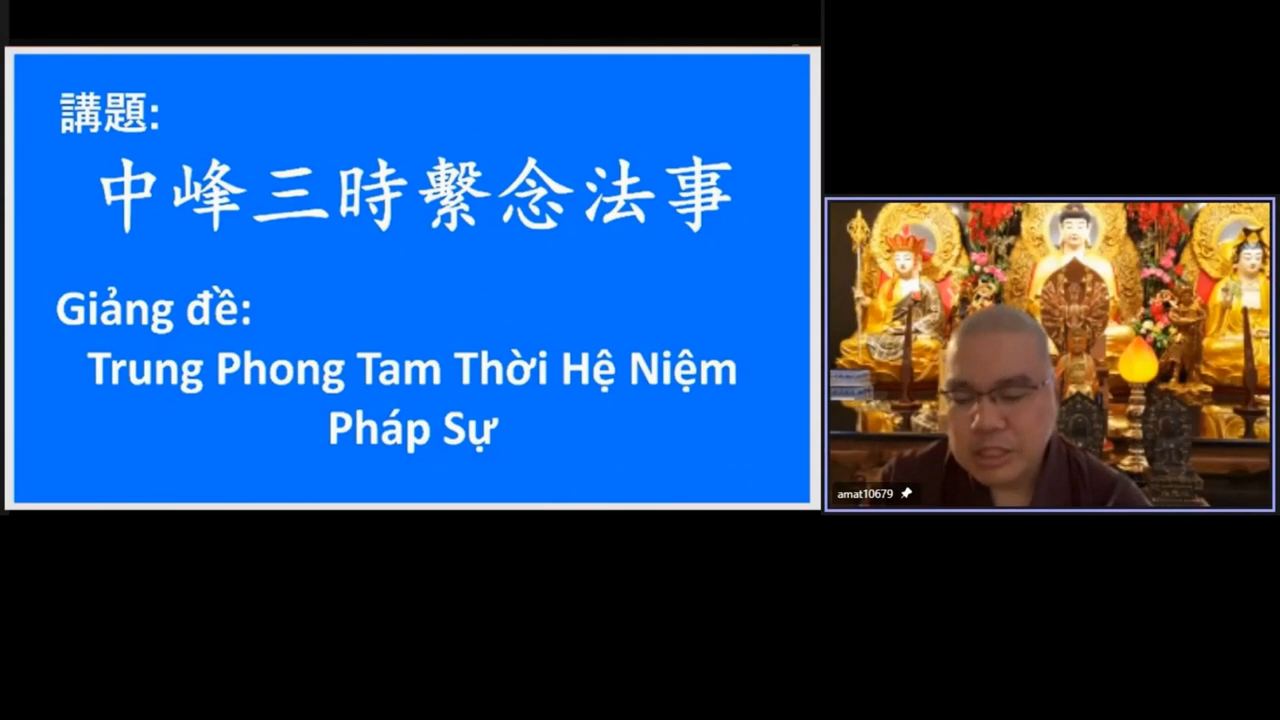 講題:
中峰三時繫念法事
Giảng đề:
Trung Phong Tam Thời Hệ Niệm
Pháp Sự
amat10679